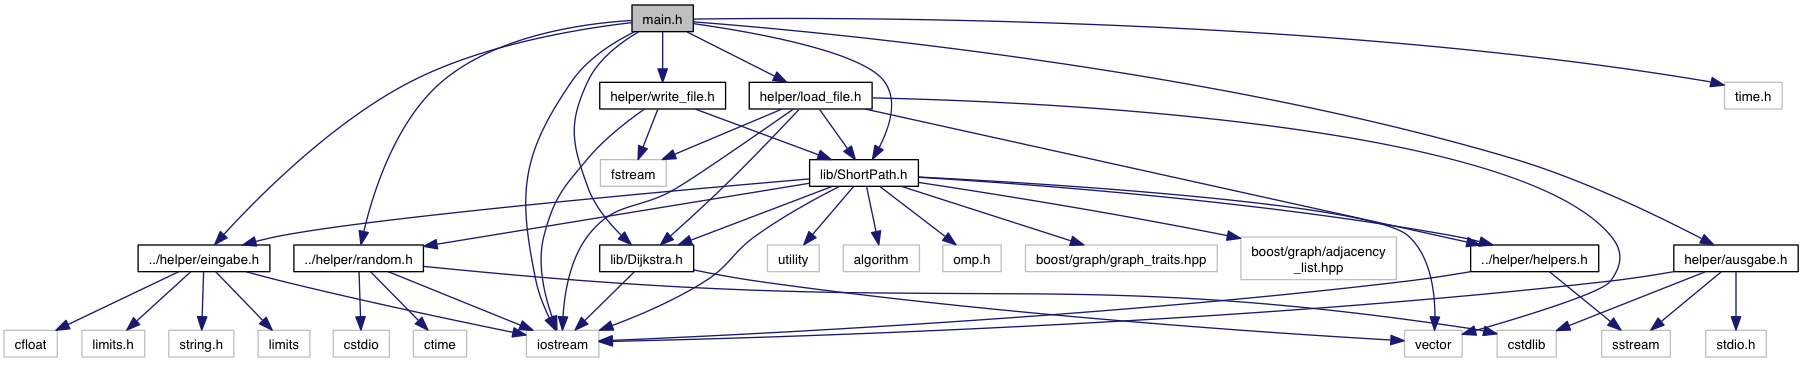 main.h
helper/write_file.h
helper/load_file.h
time.h
fstream
lib/ShortPath.h
../helper/eingabe.h
../helper/random.h
lib/Dijkstra.h
utility
algorithm
omp.h
boost/graph/graph_traits.hpp
boost/graph/adjacency
_list.hpp
../helper/helpers.h
helper/ausgabe.h
cfloat
limits.h
string.h
limits
cstdio
ctime
iostream
vector
cstdlib
sstream
stdio.h